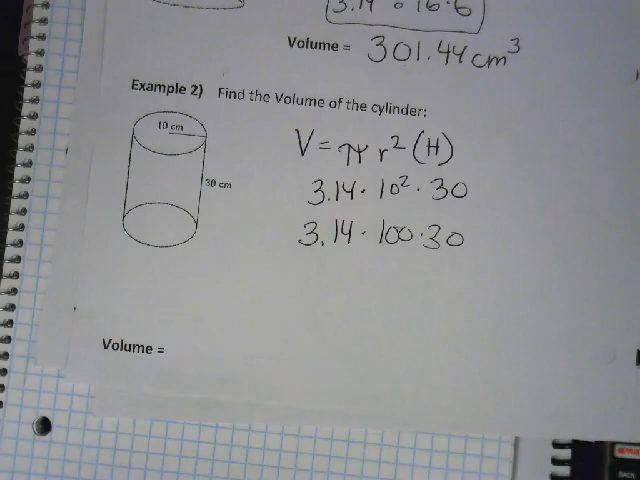 3.14 • 16 • 6
Volume = 301.44 cm³
Example 2) Find the Volume of the cylinder:
10 cm
V = π r² (H)
30 cm
3.14 · 10² · 30
3.14 · 100 · 30
Volume =
BACK